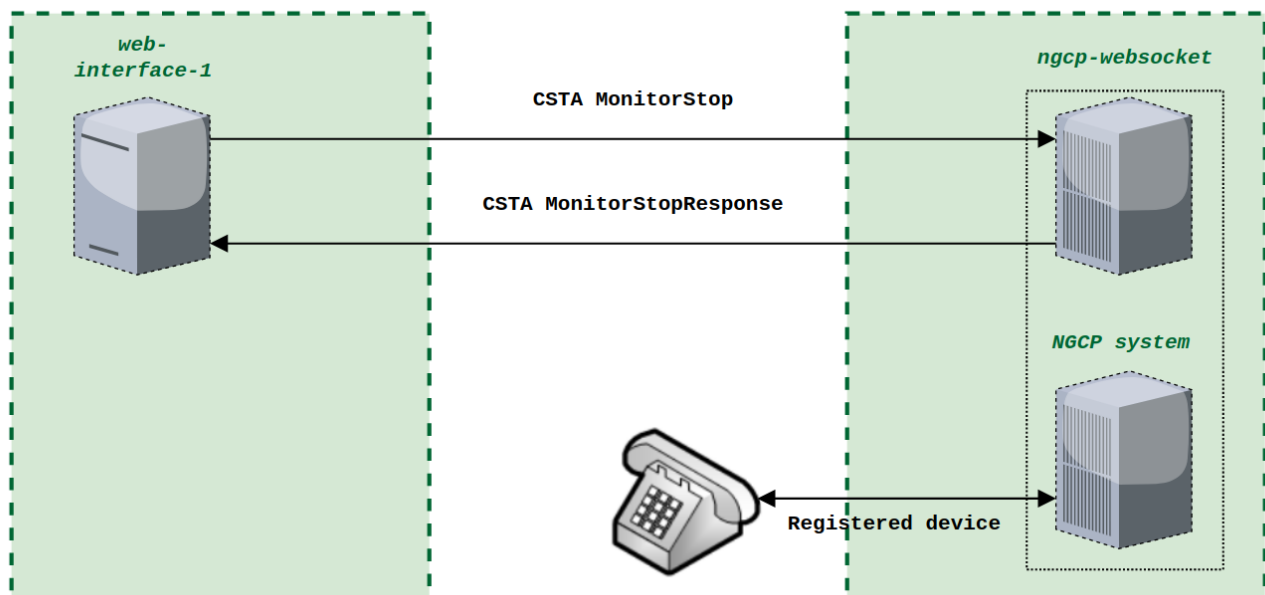 web-
interface-1
ngcp-websocket
CSTA MonitorStop
CSTA MonitorStopResponse
NGCP system
Registered device